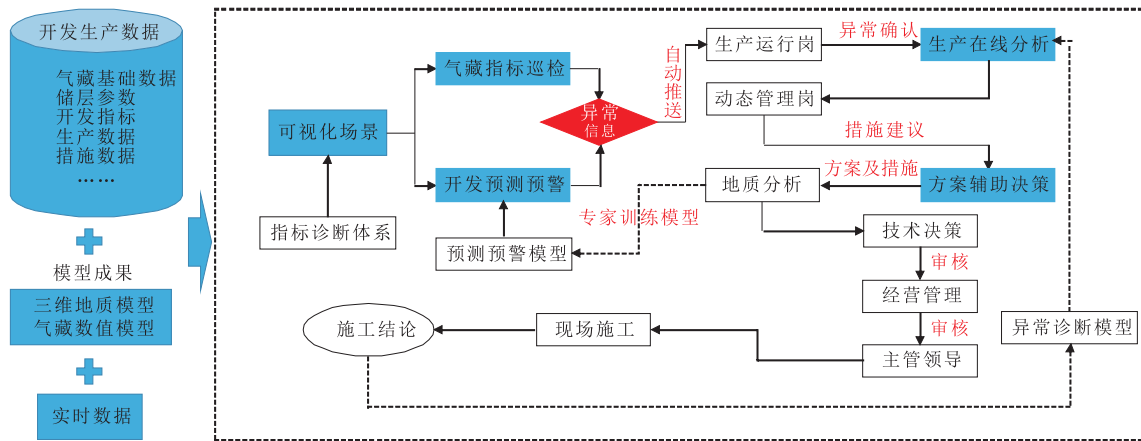 开发生产数据
气藏基础数据
储层参数
开发指标
生产数据
措施数据
……
模型成果
三维地质模型
气藏数值模型
实时数据
可视化场景
指标诊断体系
气藏指标巡检
开发预测预警
预测预警模型
异常
信息
自动推送
生产运行岗
异常确认
生产在线分析
动态管理岗
措施建议
方案及措施
地质分析
方案辅助决策
专家训练模型
技术决策
审核
经营管理
审核
主管领导
现场施工
施工结论
异常诊断模型